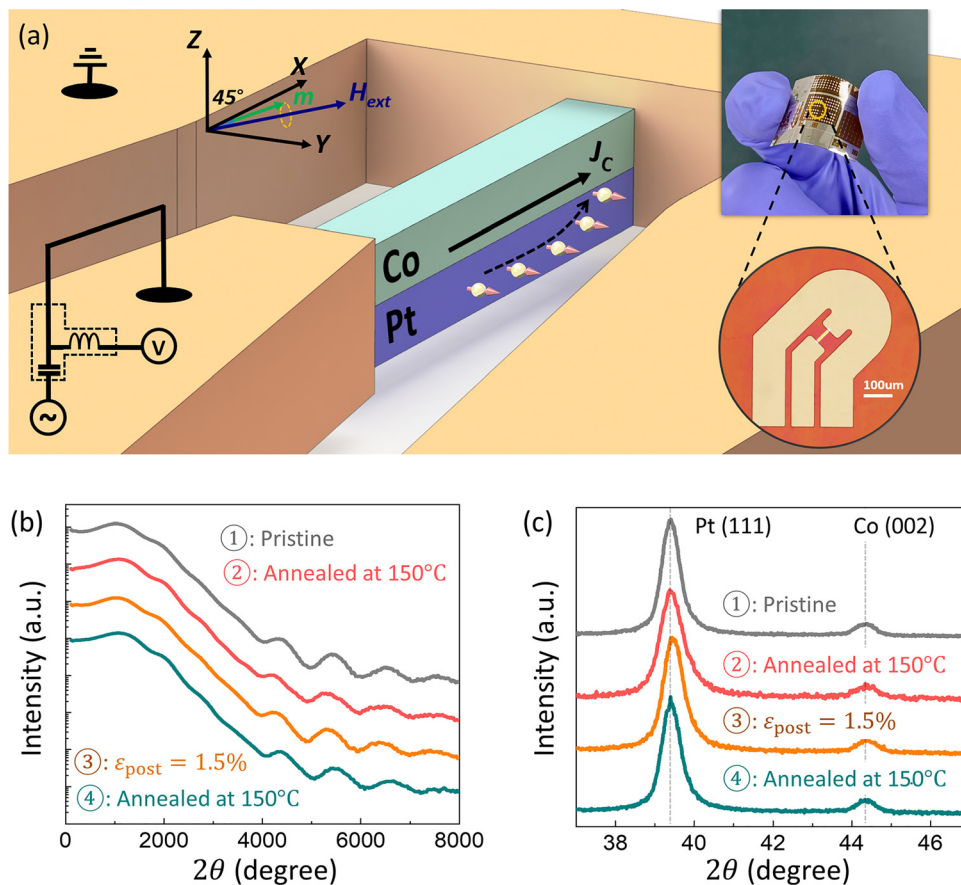 (a)
Z
X
45°
m
H_ext
Y
J_C
Co
Pt
V
~
100um
(b)
Intensity (a.u.)
①: Pristine
②: Annealed at 150°C
③: ε_post = 1.5%
④: Annealed at 150°C
0 2000 4000 6000 8000
2θ (degree)
(c)
Intensity (a.u.)
Pt (111) Co (002)
①: Pristine
②: Annealed at 150°C
③: ε_post = 1.5%
④: Annealed at 150°C
38 40 42 44 46
2θ (degree)